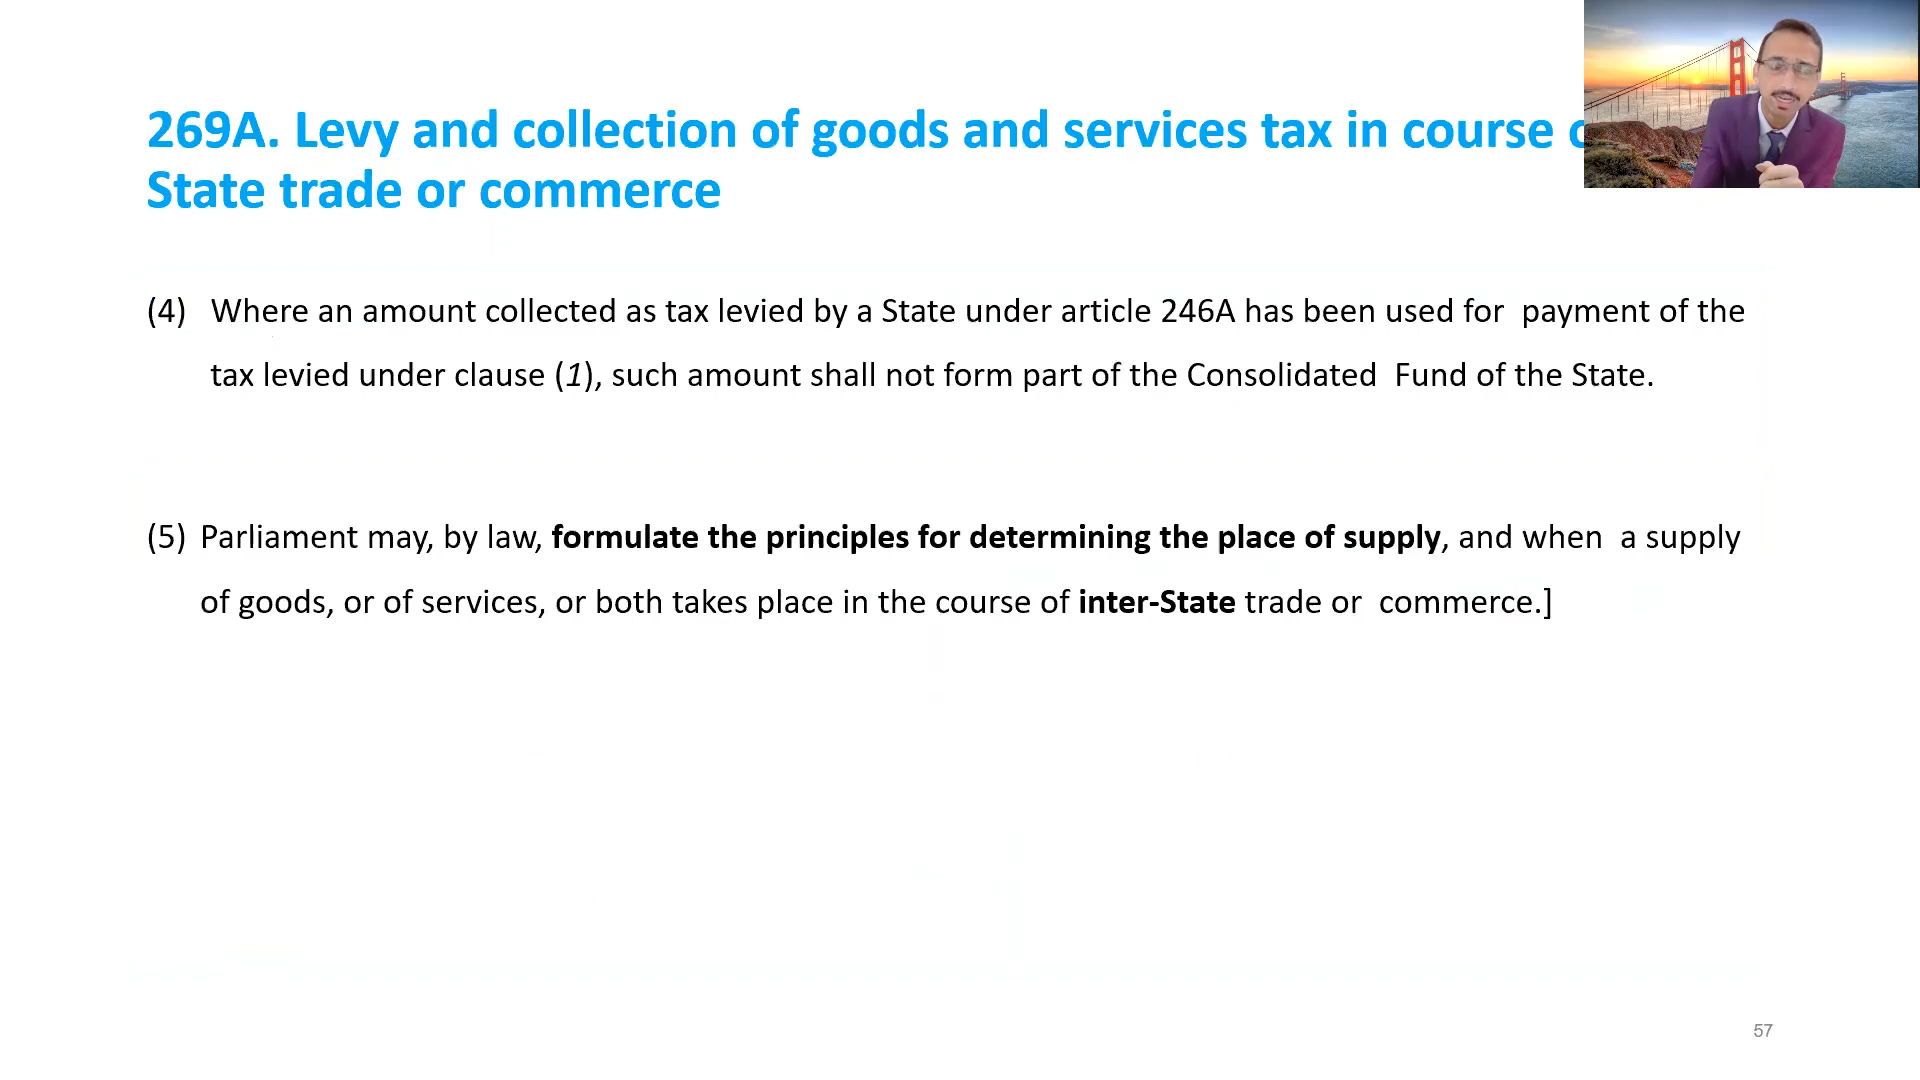 269A. Levy and collection of goods and services tax in course
State trade or commerce
(4) Where an amount collected as tax levied by a State under article 246A has been used for payment of the
tax levied under clause (1), such amount shall not form part of the Consolidated Fund of the State.
(5) Parliament may, by law, formulate the principles for determining the place of supply, and when a supply
of goods, or of services, or both takes place in the course of inter-State trade or commerce.]
57